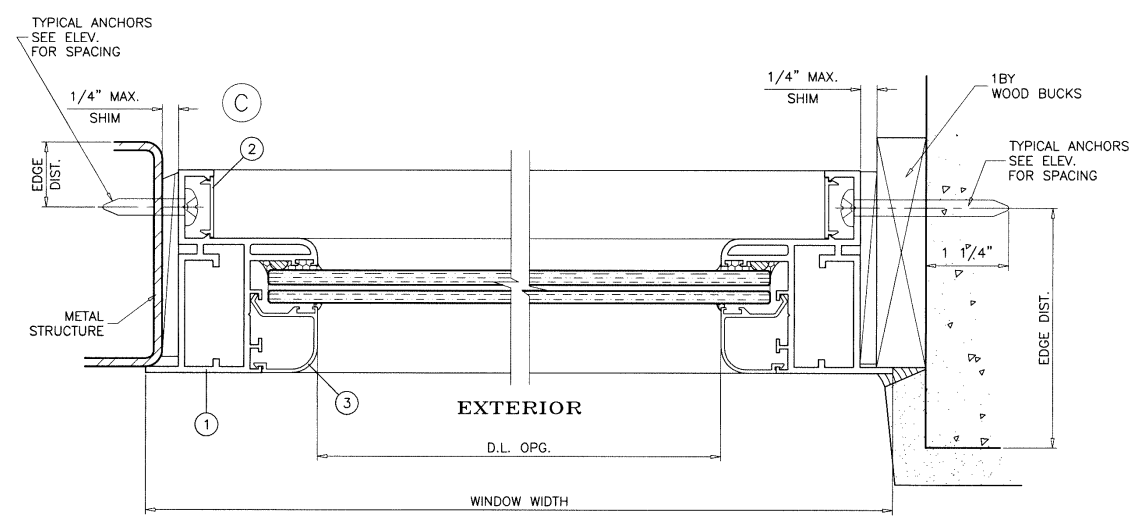 TYPICAL ANCHORS
SEE ELEV.
FOR SPACING
1/4" MAX.
SHIM
C
2
EDGE
DIST.
METAL
STRUCTURE
1
3
EXTERIOR
D.L. OPG.
WINDOW WIDTH
1/4" MAX.
SHIM
1BY
WOOD BUCKS
TYPICAL ANCHORS
SEE ELEV.
FOR SPACING
1 1/4"
EDGE DIST.